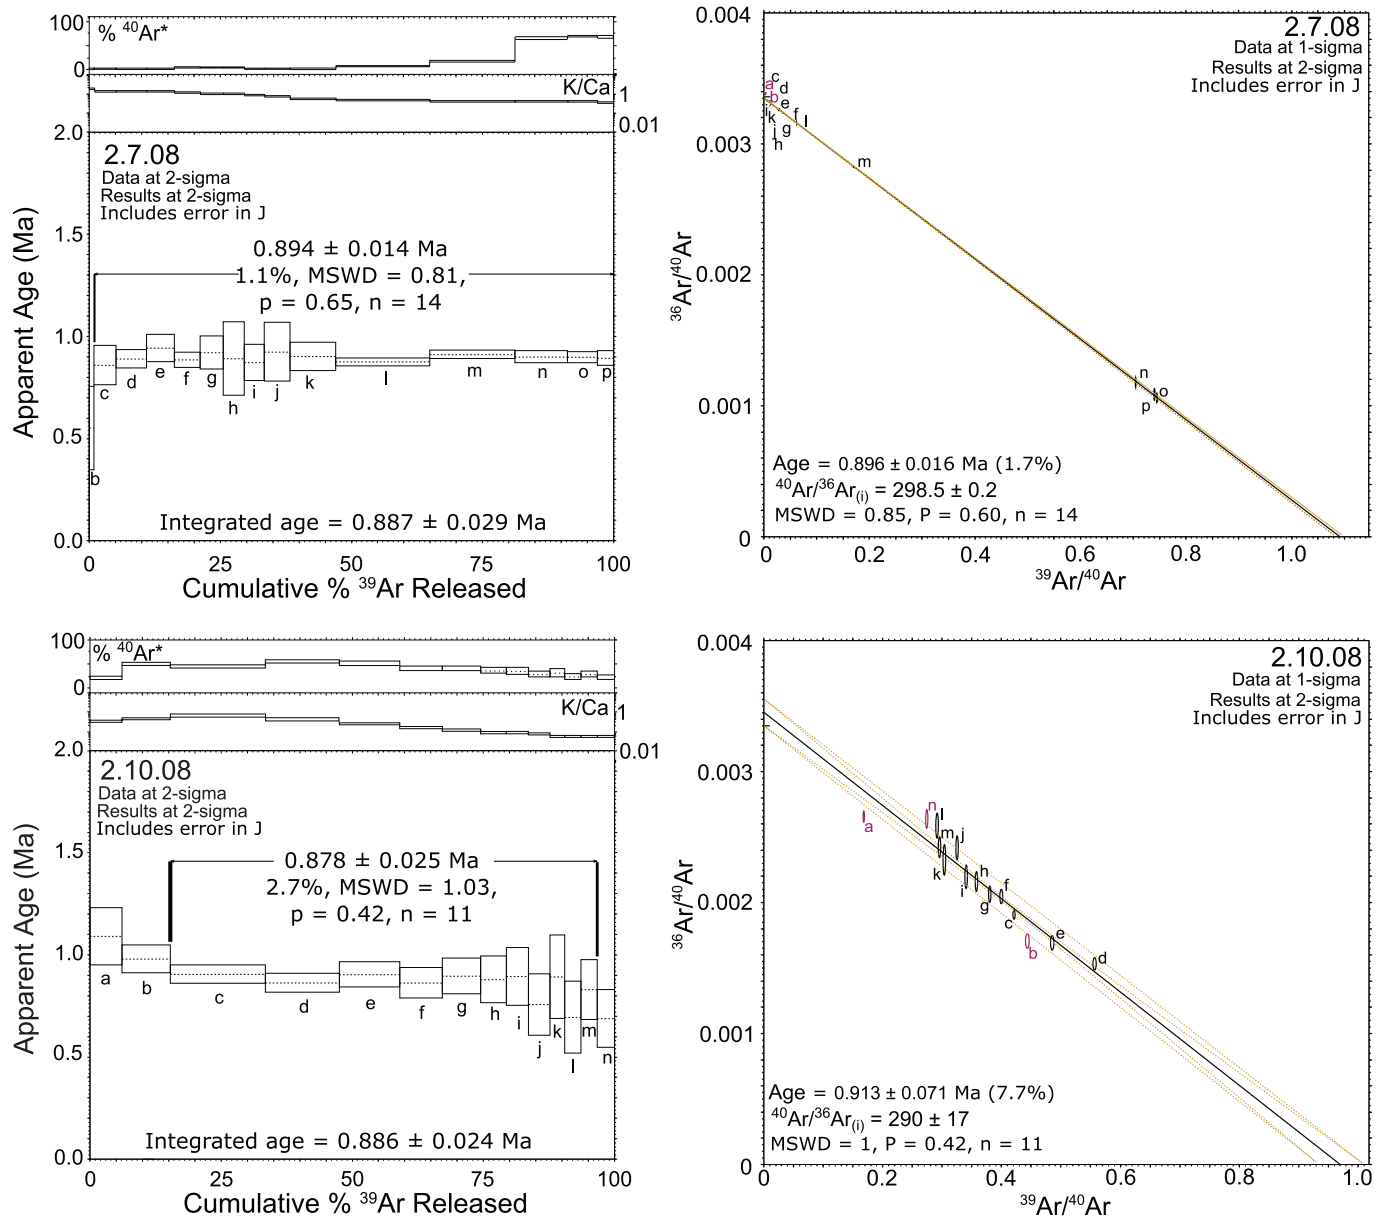 100
% ⁴⁰Ar*
0
K/Ca
1
0.01
2.0
2.7.08
Data at 2-sigma
Results at 2-sigma
Includes error in J
1.5
0.894 ± 0.014 Ma
1.1%, MSWD = 0.81,
p = 0.65, n = 14
1.0
c
d
e
f
g
h
i
j
k
l
m
n
o
p
0.5
b
Integrated age = 0.887 ± 0.029 Ma
0.0
0
25
50
75
100
Apparent Age (Ma)
Cumulative % ³⁹Ar Released
0.004
2.7.08
Data at 1-sigma
Results at 2-sigma
Includes error in J
c
a
d
b
e
i
f
k
l
g
j
h
m
0.003
0.002
0.001
n
o
p
Age = 0.896 ± 0.016 Ma (1.7%)
⁴⁰Ar/³⁶Ar(i) = 298.5 ± 0.2
MSWD = 0.85, P = 0.60, n = 14
0
0
0.2
0.4
0.6
0.8
1.0
³⁶Ar/⁴⁰Ar
³⁹Ar/⁴⁰Ar
100
% ⁴⁰Ar*
0
K/Ca
1
0.01
2.0
2.10.08
Data at 2-sigma
Results at 2-sigma
Includes error in J
1.5
0.878 ± 0.025 Ma
2.7%, MSWD = 1.03,
p = 0.42, n = 11
1.0
a
b
c
d
e
f
g
h
i
j
k
l
m
n
0.5
Integrated age = 0.886 ± 0.024 Ma
0.0
0
25
50
75
100
Apparent Age (Ma)
Cumulative % ³⁹Ar Released
0.004
2.10.08
Data at 1-sigma
Results at 2-sigma
Includes error in J
0.003
n
l
a
m
j
k
h
i
f
g
c
b
e
d
0.002
0.001
Age = 0.913 ± 0.071 Ma (7.7%)
⁴⁰Ar/³⁶Ar(i) = 290 ± 17
MSWD = 1, P = 0.42, n = 11
0
0
0.2
0.4
0.6
0.8
1.0
³⁶Ar/⁴⁰Ar
³⁹Ar/⁴⁰Ar